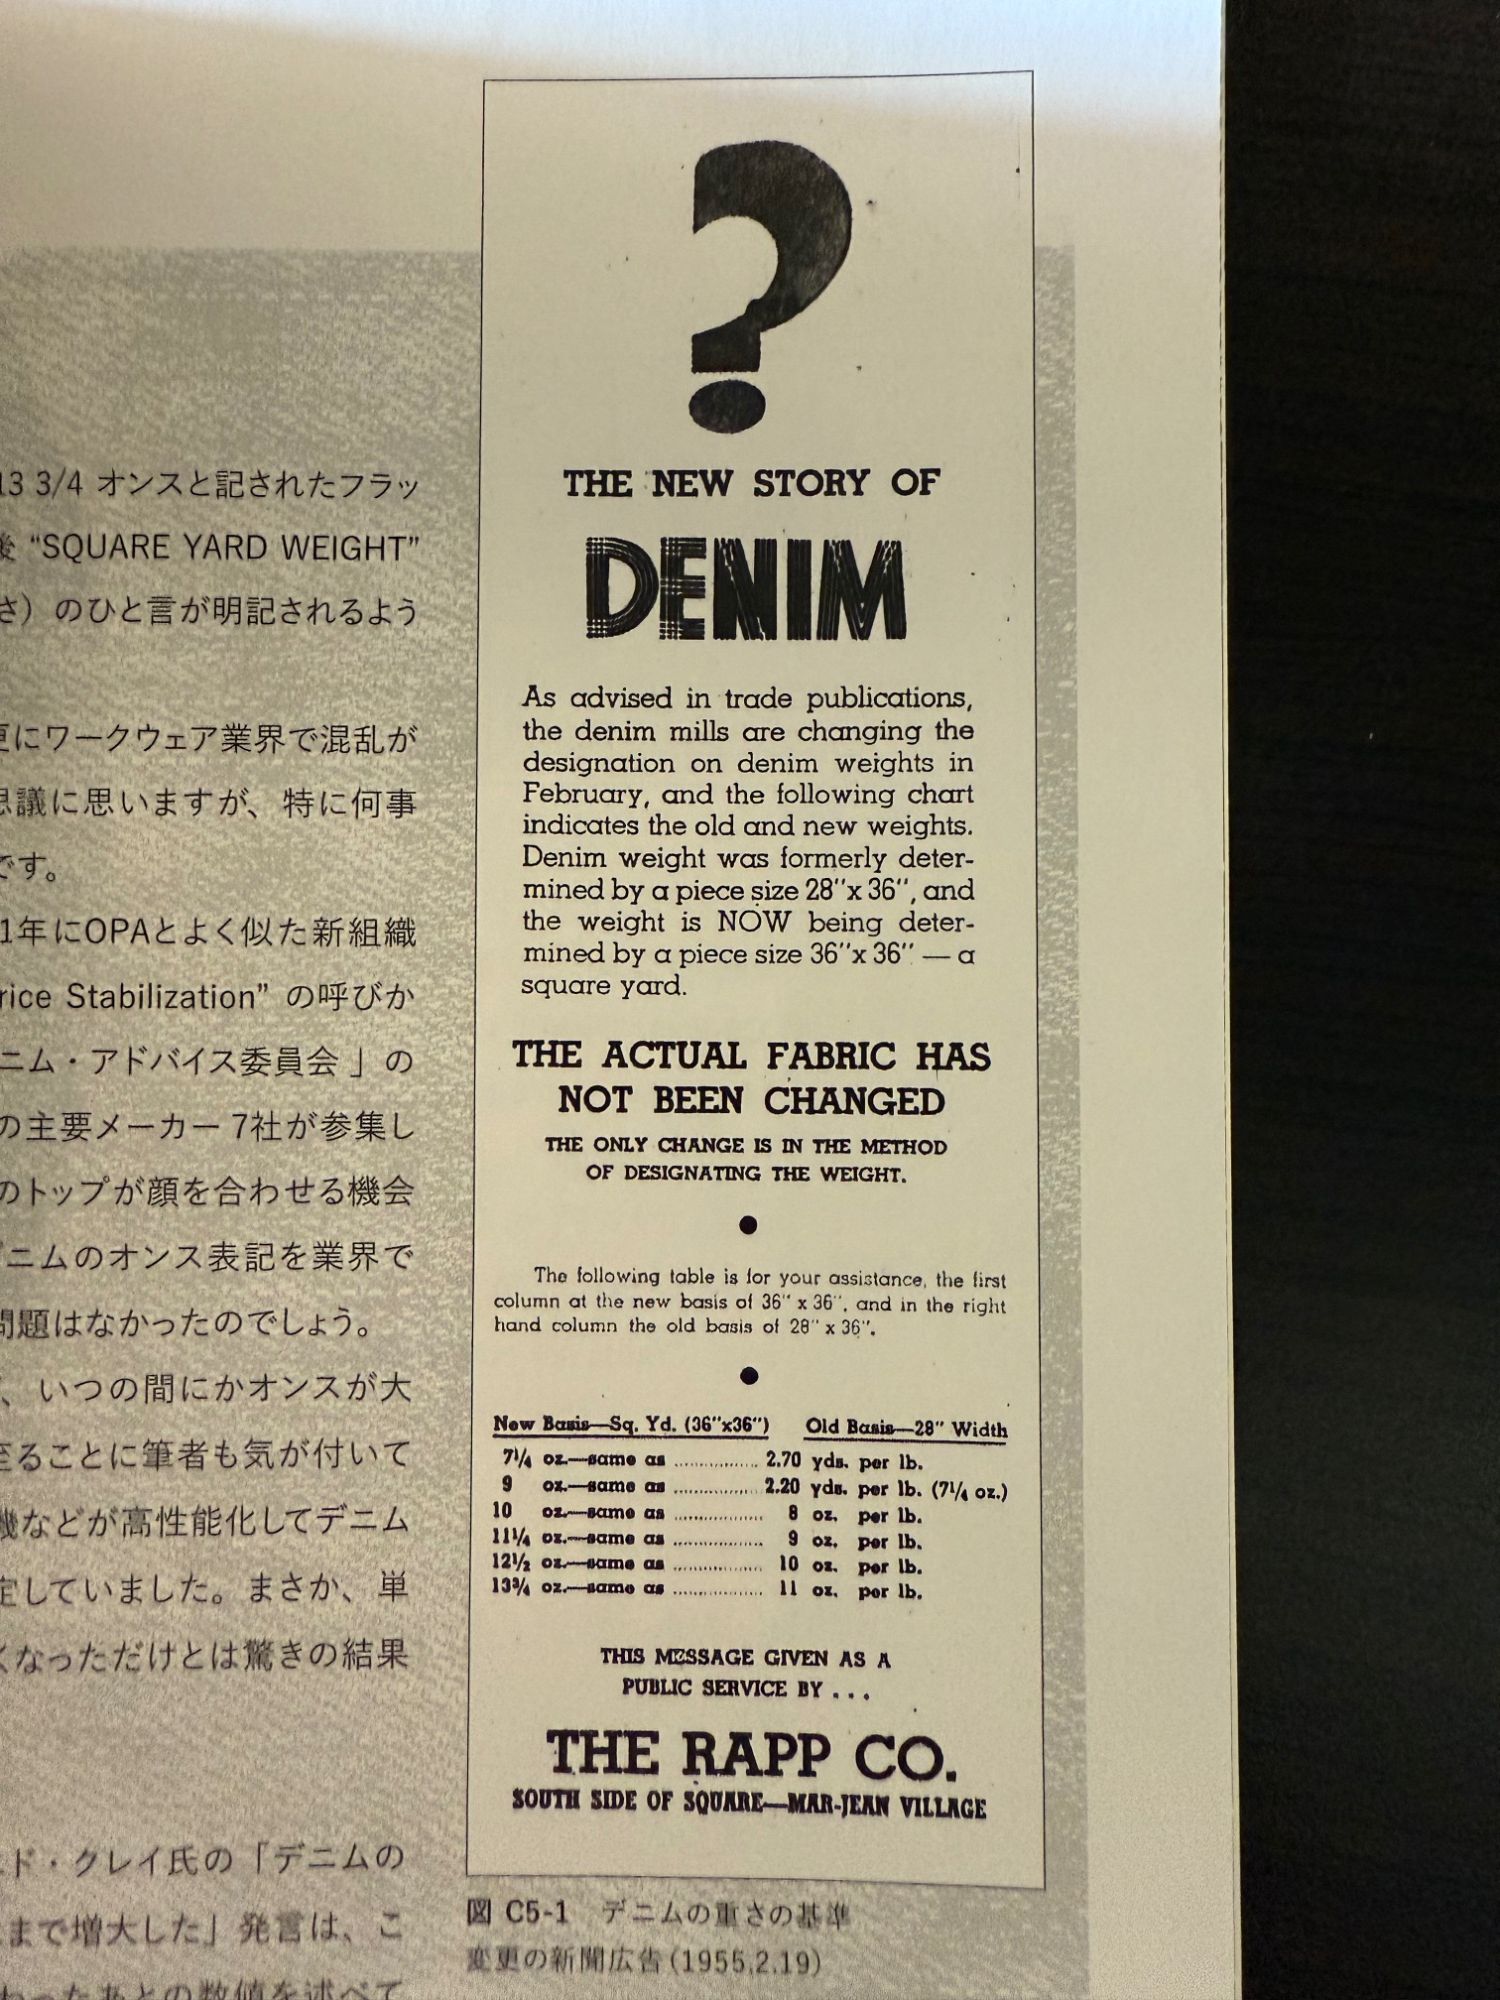 13 3/4 オンスと記されたフラッ
後 “SQUARE YARD WEIGHT”
さ）のひと言が明記されるよう
更にワークウェア業界で混乱が
思議に思いますが、特に何事
です。
1年にOPAとよく似た新組織
rice Stabilization” の呼びか
ニム・アドバイス委員会 」の
の主要メーカー 7社が参集し
のトップが顔を合わせる機会
デニムのオンス表記を業界で
問題はなかったのでしょう。
、いつの間にかオンスが大
至ることに筆者も気が付いて
機などが高性能化してデニム
定していました。まさか、単
くなっただけとは驚きの結果
ド・クレイ氏の「デニムの
まで増大した」発言は、こ
わったあとの数値を述べて
?
THE NEW STORY OF
DENIM
As advised in trade publications,
the denim mills are changing the
designation on denim weights in
February, and the following chart
indicates the old and new weights.
Denim weight was formerly deter-
mined by a piece size 28″x 36″, and
the weight is NOW being deter-
mined by a piece size 36″x 36″ — a
square yard.
THE ACTUAL FABRIC HAS
NOT BEEN CHANGED
THE ONLY CHANGE IS IN THE METHOD
OF DESIGNATING THE WEIGHT.
●
The following table is for your assistance, the first
column at the new basis of 36″ x 36″, and in the right
hand column the old basis of 28″ x 36″.
●
New Basis—Sq. Yd. (36″x36″) Old Basis—28″ Width
7¼ oz.—same as .............. 2.70 yds. per lb.
9 oz.—same as .............. 2.20 yds. per lb. (7¼ oz.)
10 oz.—same as .............. 8 oz. per lb.
11¼ oz.—same as .............. 9 oz. per lb.
12½ oz.—same as .............. 10 oz. per lb.
13¾ oz.—same as .............. 11 oz. per lb.
THIS MESSAGE GIVEN AS A
PUBLIC SERVICE BY . . .
THE RAPP CO.
SOUTH SIDE OF SQUARE—MAR-JEAN VILLAGE
図 C5-1 デニムの重さの基準
変更の新聞広告(1955.2.19)